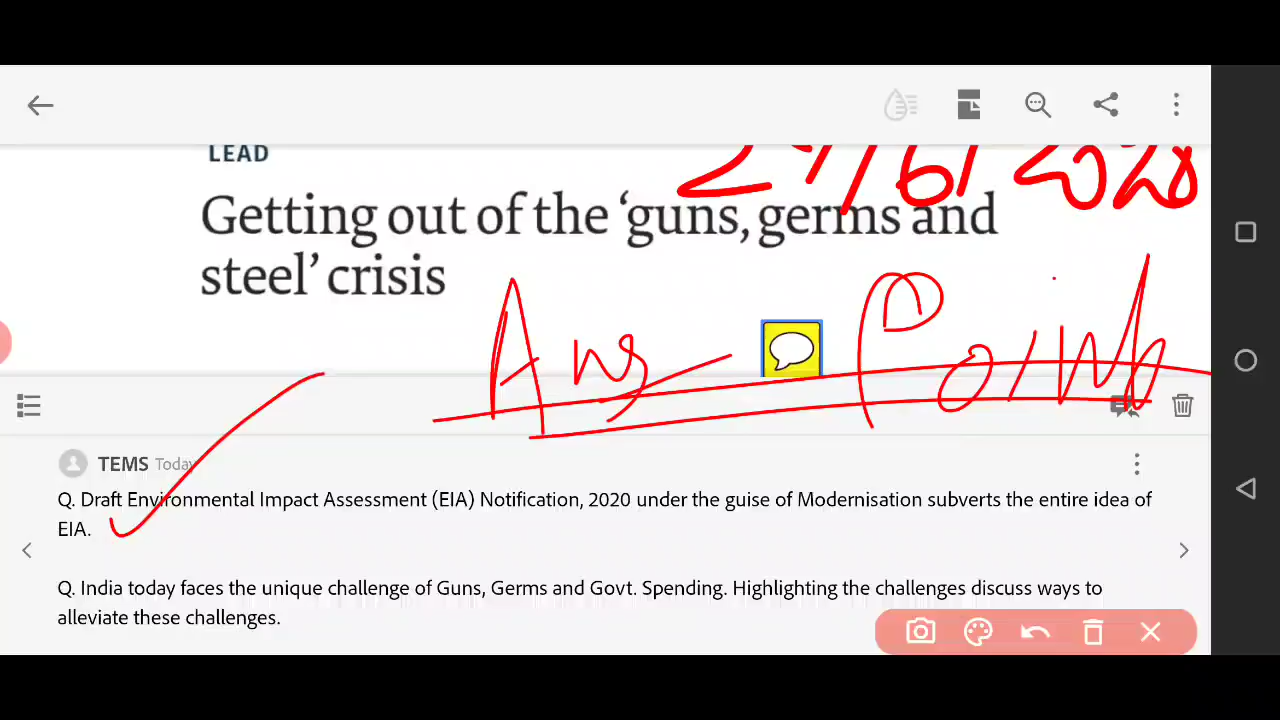 LEAD
Getting out of the ‘guns, germs and
steel’ crisis
Ans - Points
TEMS Today
Q. Draft Environmental Impact Assessment (EIA) Notification, 2020 under the guise of Modernisation subverts the entire idea of
EIA.
Q. India today faces the unique challenge of Guns, Germs and Govt. Spending. Highlighting the challenges discuss ways to
alleviate these challenges.